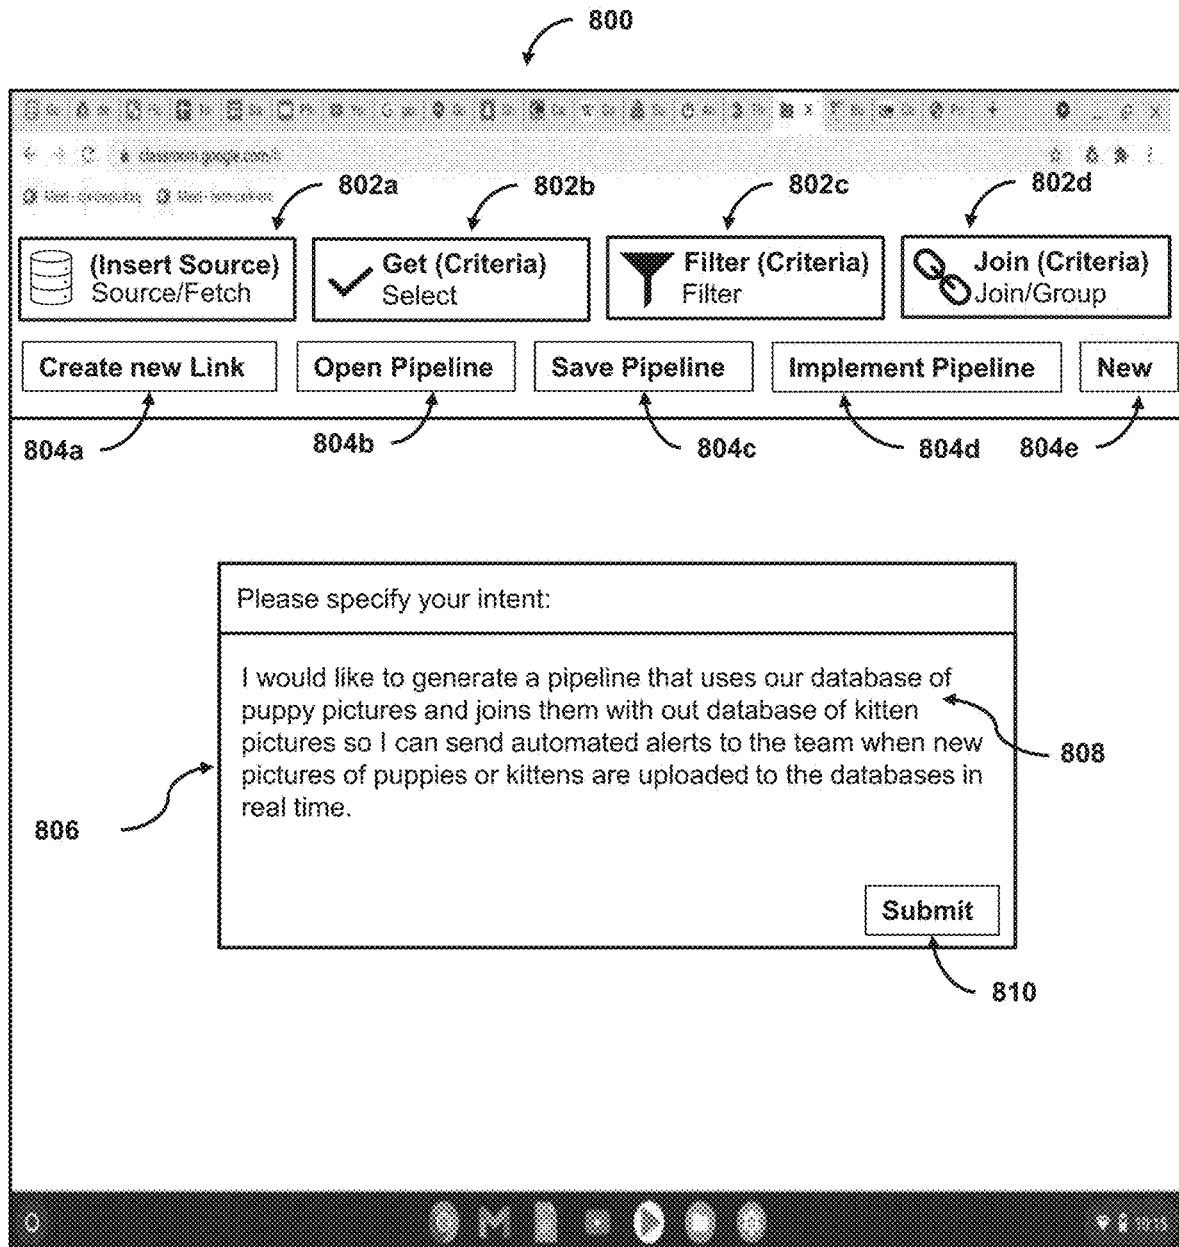 800
classroom.google.com
802a
802b
802c
802d
(Insert Source)
Source/Fetch
Get (Criteria)
Select
Filter (Criteria)
Filter
Join (Criteria)
Join/Group
Create new Link
Open Pipeline
Save Pipeline
Implement Pipeline
New
804a
804b
804c
804d
804e
Please specify your intent:
I would like to generate a pipeline that uses our database of
puppy pictures and joins them with out database of kitten
pictures so I can send automated alerts to the team when new
pictures of puppies or kittens are uploaded to the databases in
real time.
808
806
Submit
810